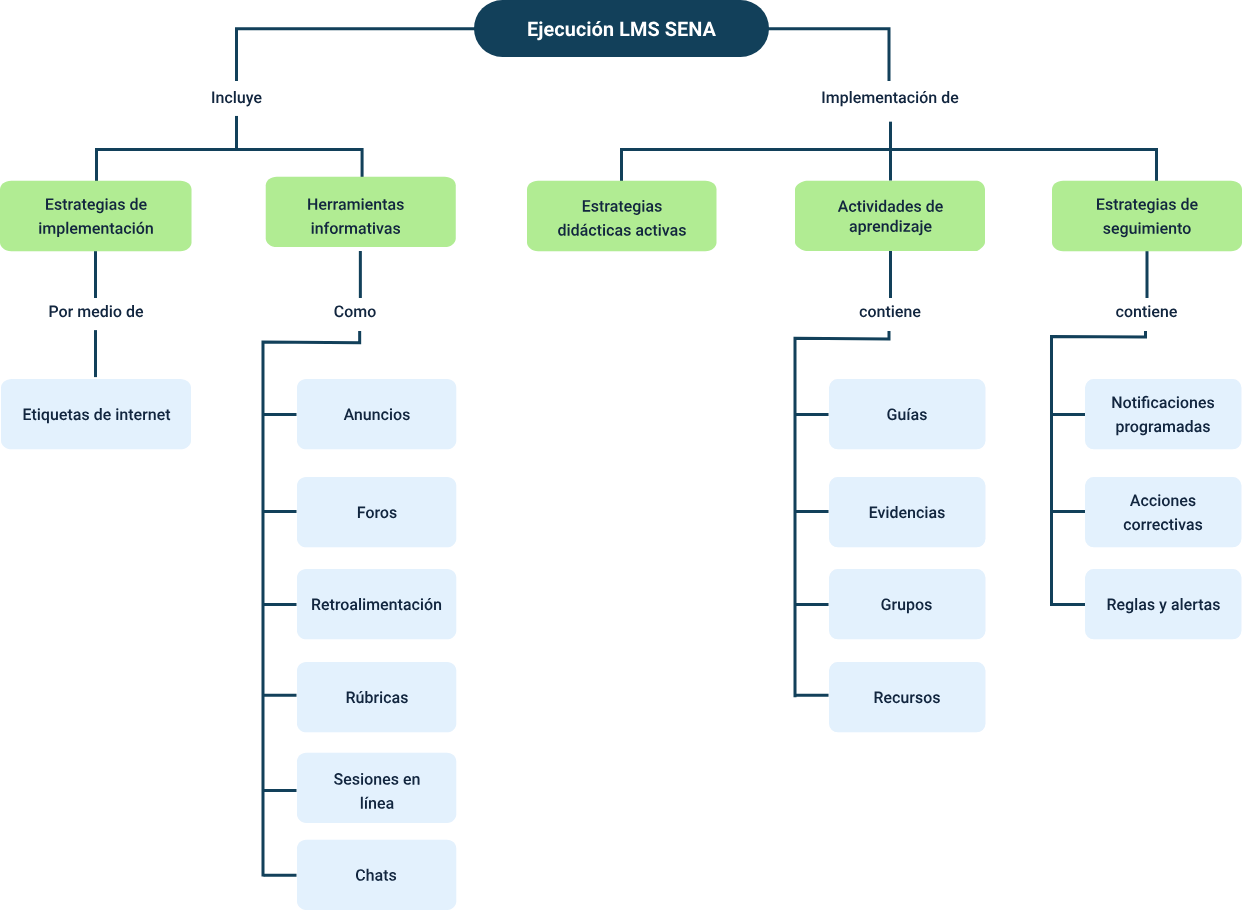 Ejecución LMS SENA
Incluye
Implementación de
Estrategias de
implementación
Herramientas
informativas
Estrategias
didácticas activas
Actividades de
aprendizaje
Estrategias de
seguimiento
Por medio de
Como
contiene
contiene
Etiquetas de internet
Anuncios
Foros
Retroalimentación
Rúbricas
Sesiones en
línea
Chats
Guías
Evidencias
Grupos
Recursos
Notificaciones
programadas
Acciones
correctivas
Reglas y alertas